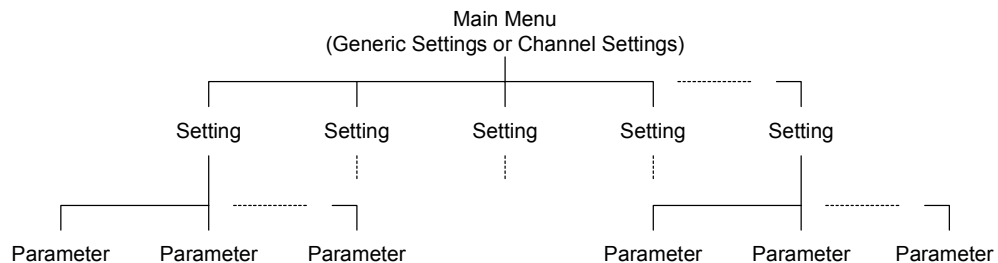 Main Menu
(Generic Settings or Channel Settings)
Setting Setting Setting Setting Setting
Parameter Parameter Parameter Parameter Parameter Parameter